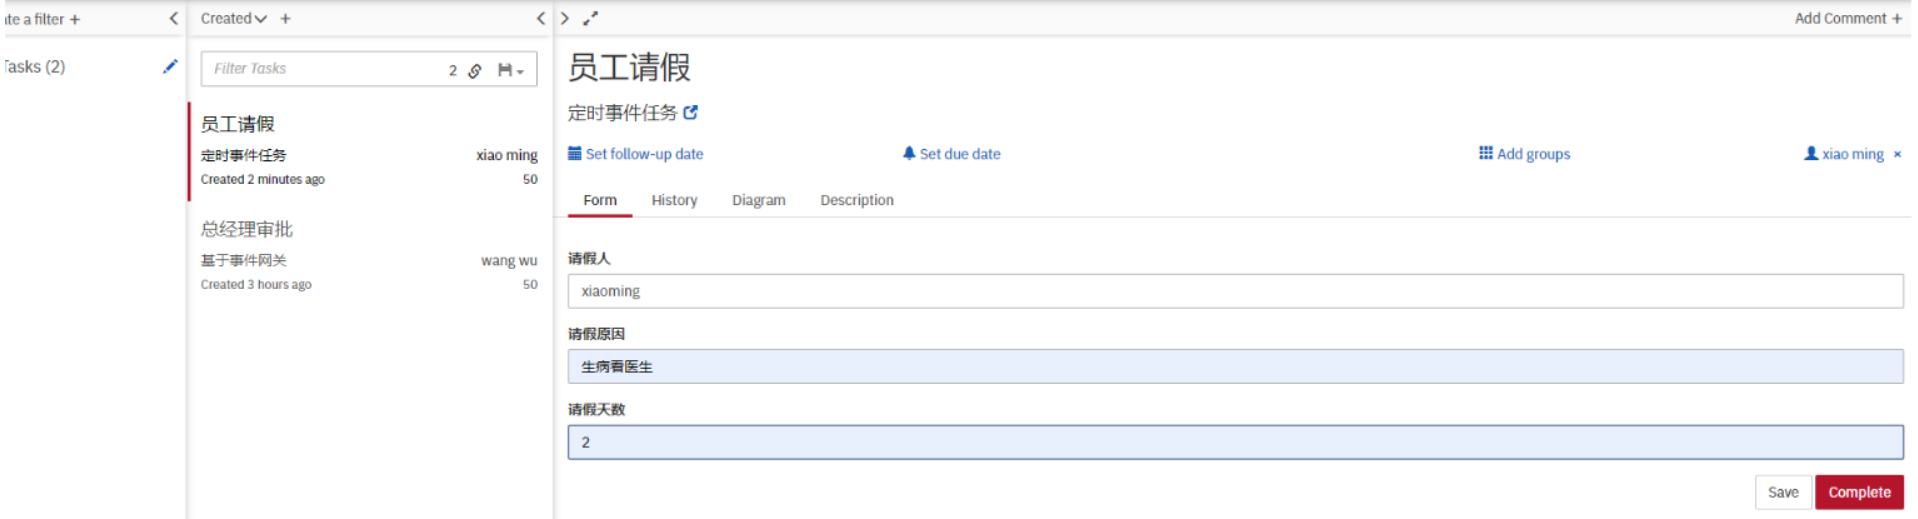 te a filter +
Tasks (2)
Created +
Filter Tasks 2
员工请假
定时事件任务 xiao ming
Created 2 minutes ago 50
总经理审批
基于事件网关 wang wu
Created 3 hours ago 50
Add Comment +
员工请假
定时事件任务
Set follow-up date Set due date Add groups xiao ming ×
Form History Diagram Description
请假人
xiaoming
请假原因
生病看医生
请假天数
2
Save Complete